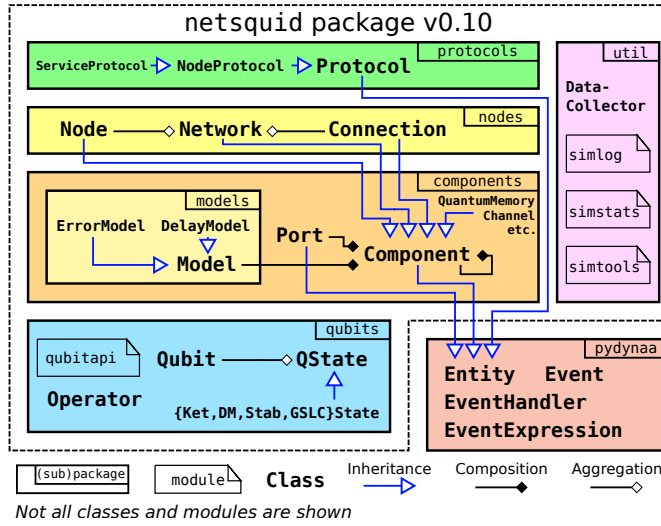 netsquid package v0.10
protocols
ServiceProtocol NodeProtocol Protocol
util
Data-
Collector
simlog
simstats
simtools
nodes
Node Network Connection
components
models
ErrorModel DelayModel
Model
Port
QuantumMemory
Channel
etc.
Component
qubits
qubitapi
Qubit QState
Operator
{Ket,DM,Stab,GSLC}State
pydynaa
Entity Event
EventHandler
EventExpression
(sub)package
module
Class
Inheritance
Composition
Aggregation
Not all classes and modules are shown